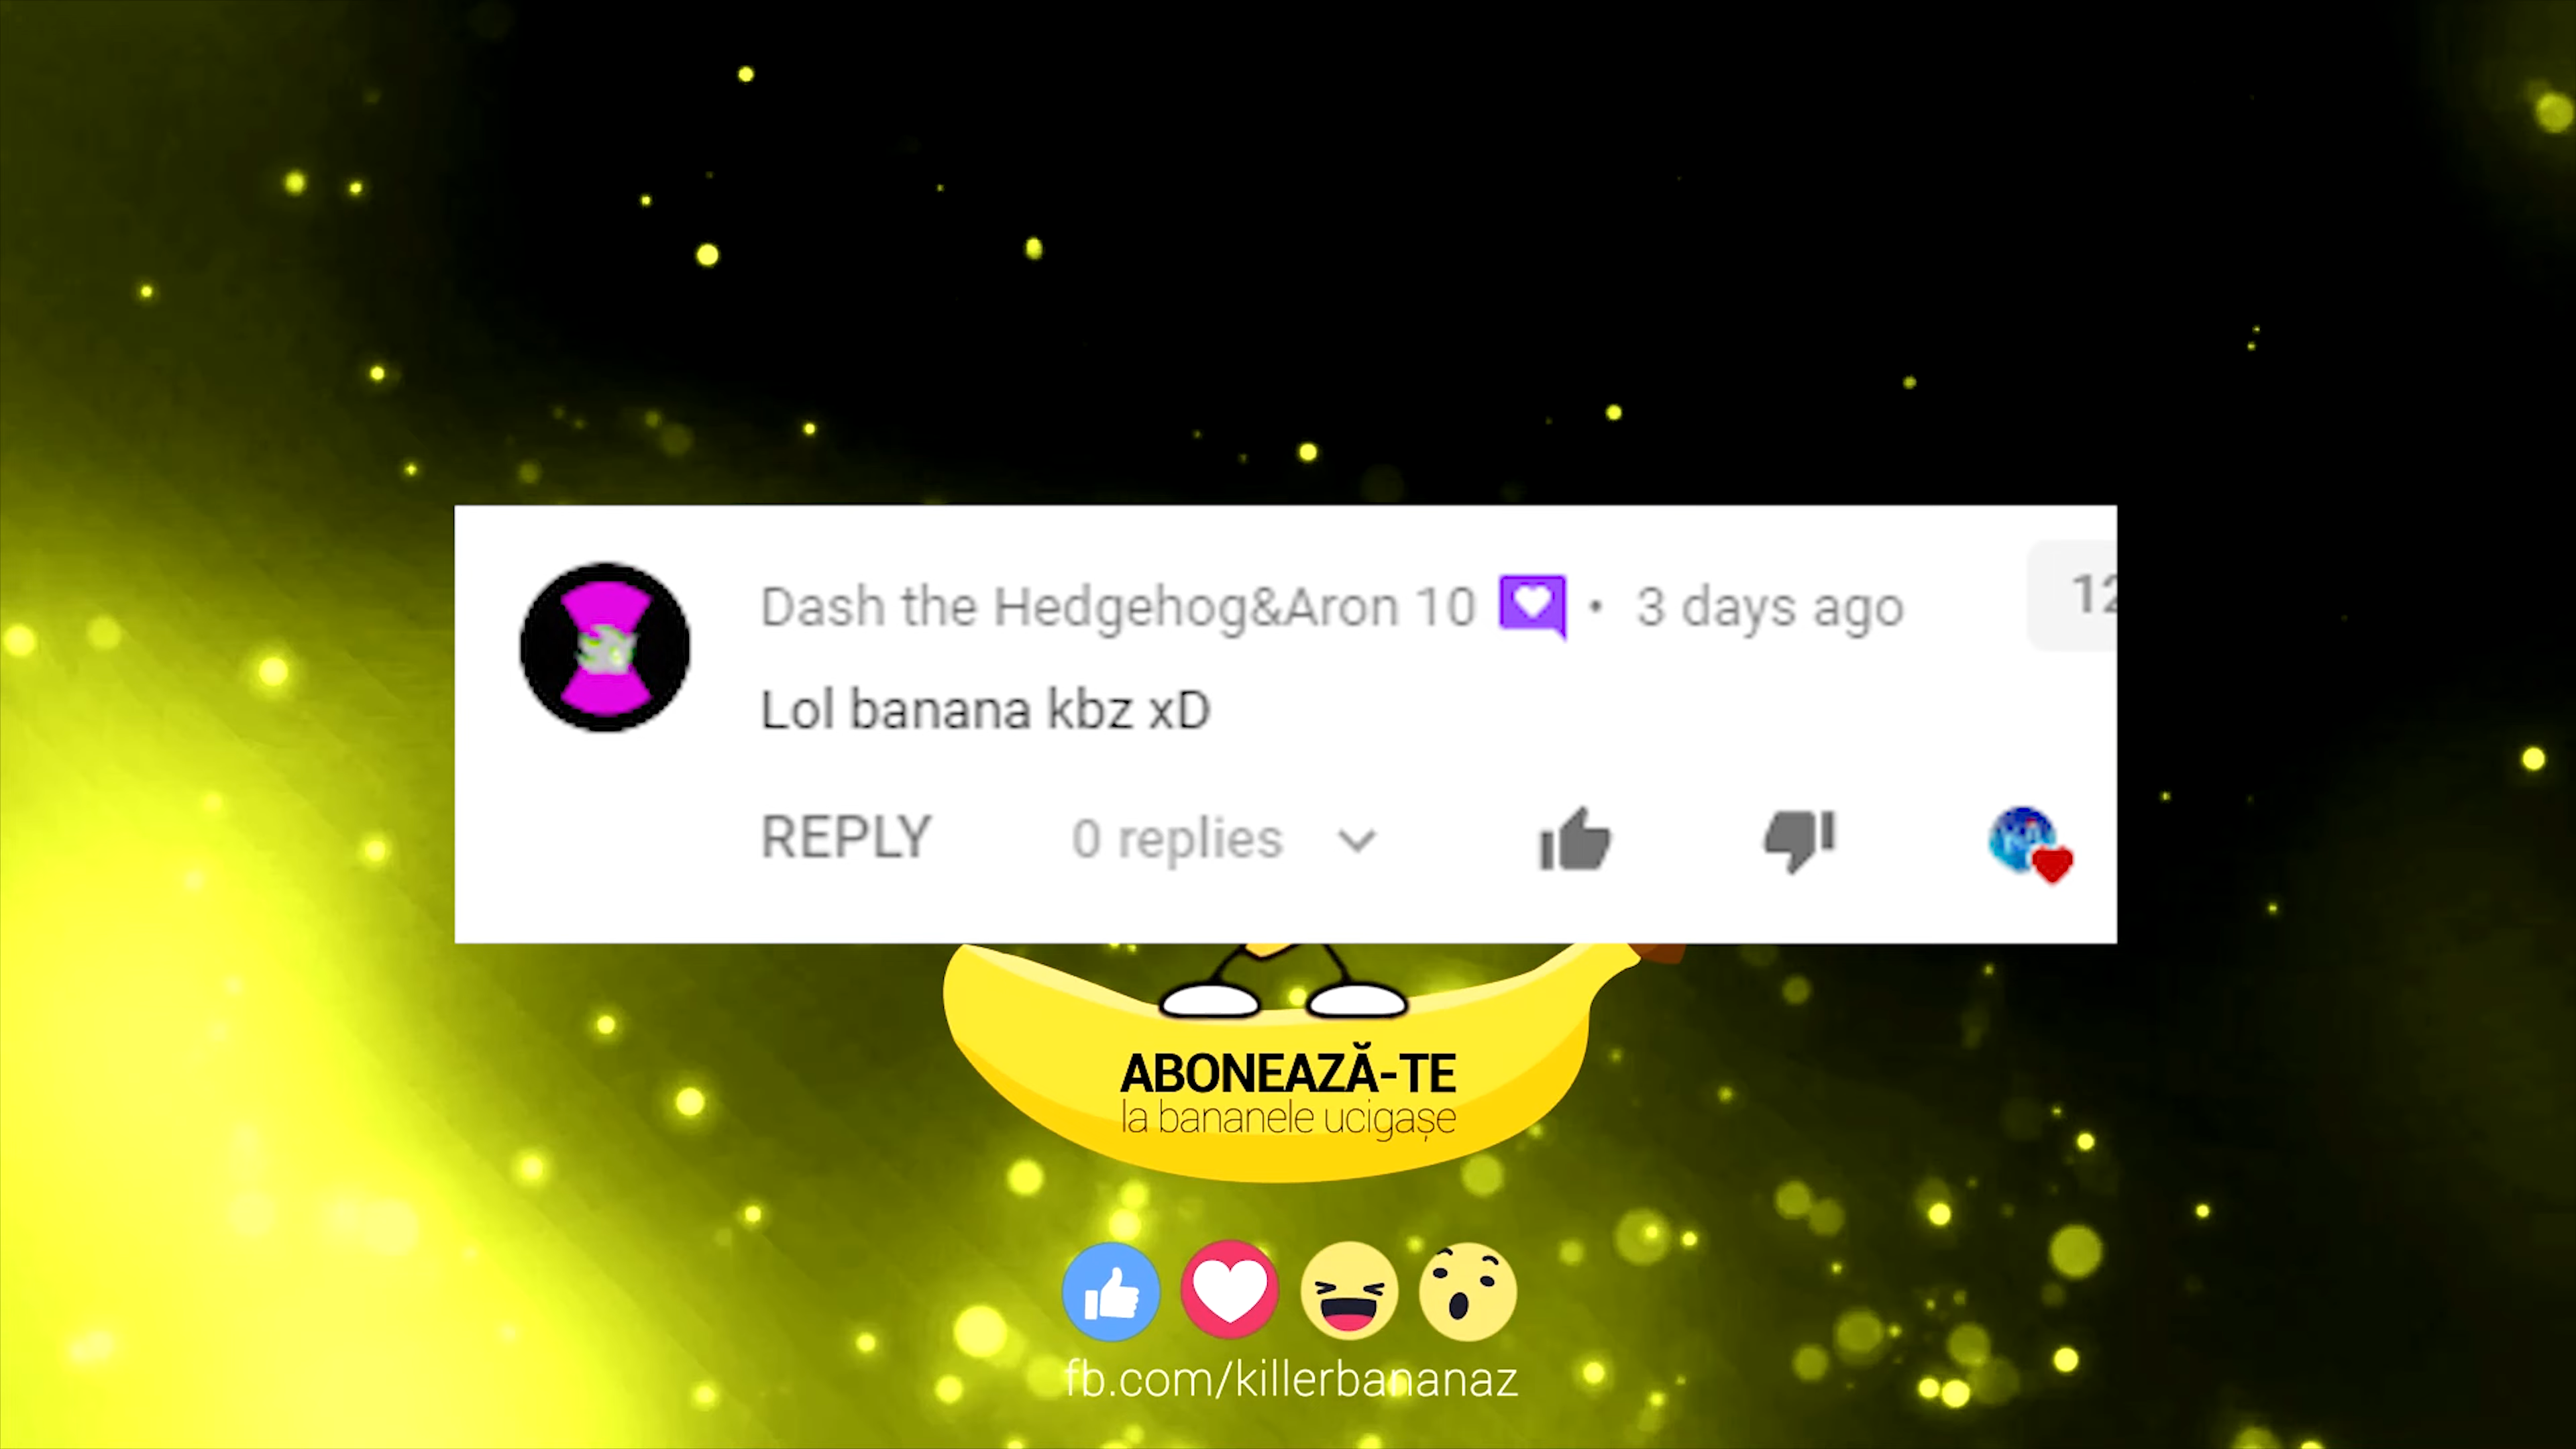 Dash the Hedgehog&Aron 10 • 3 days ago
12
Lol banana kbz xD
REPLY 0 replies
ABONEAZĂ-TE
la bananele ucigașe
fb.com/killerbananaz